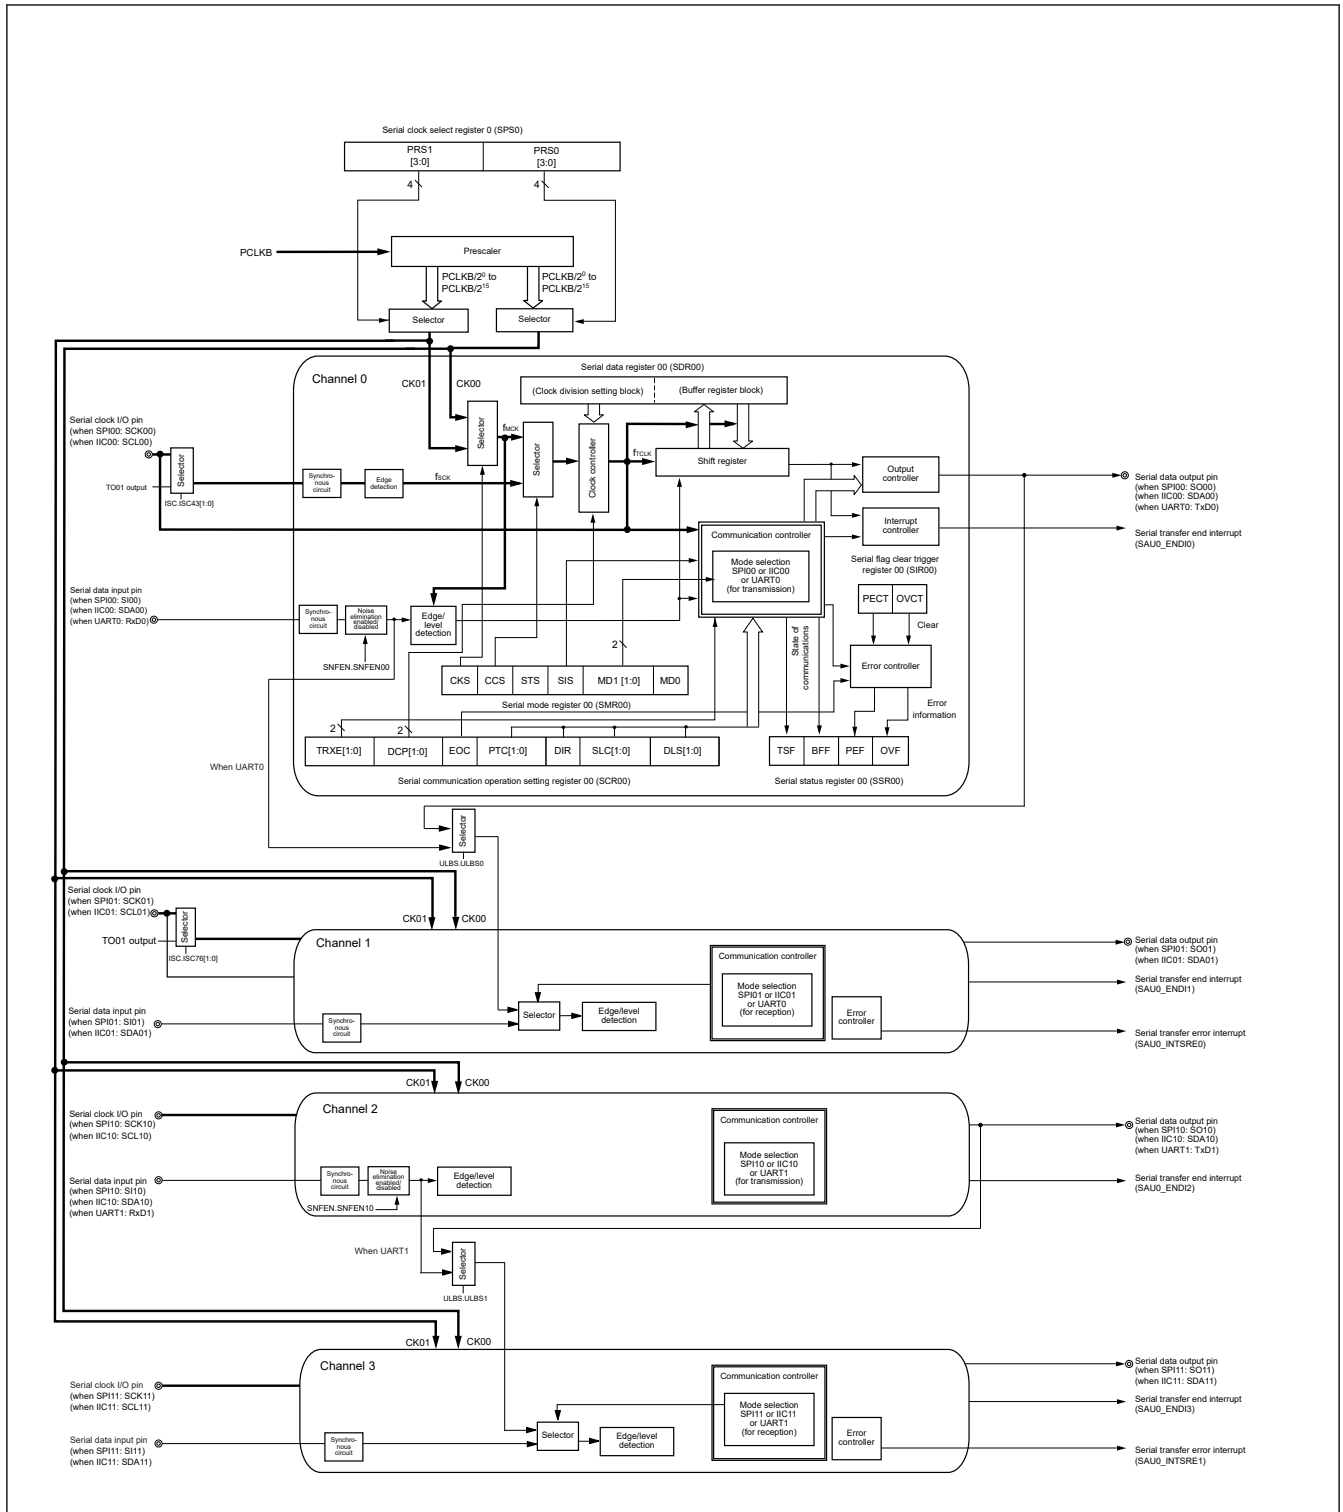 Serial clock select register 0 (SPS0)
PRS1
[3:0]
PRS0
[3:0]
4
4
PCLKB
Prescaler
PCLKB/2⁰ to
PCLKB/2¹⁵
PCLKB/2⁰ to
PCLKB/2¹⁵
Selector
Selector
Channel 0
CK01
CK00
Serial data register 00 (SDR00)
(Clock division setting block)
(Buffer register block)
Serial clock I/O pin
(when SPI00: SCK00)
(when IIC00: SCL00)
Selector
TO01 output
ISC.ISC43[1:0]
Synchro-
nous
circuit
Edge
detection
fSCK
Selector
fMCK
Selector
Clock controller
fTCLK
Shift register
Output
controller
Interrupt
controller
Serial data output pin
(when SPI00: SO00)
(when IIC00: SDA00)
(when UART0: TxD0)
Serial transfer end interrupt
(SAU0_ENDI0)
Communication controller
Mode selection
SPI00 or IIC00
or UART0
(for transmission)
Serial flag clear trigger
register 00 (SIR00)
PECT
OVCT
Clear
Serial data input pin
(when SPI00: SI00)
(when IIC00: SDA00)
(when UART0: RxD0)
Synchro-
nous
circuit
Noise
elimination
enabled/
disabled
SNFEN.SNFEN00
Edge/
level
detection
2
State of
communications
Error controller
CKS
CCS
STS
SIS
MD1 [1:0]
MD0
Serial mode register 00 (SMR00)
Error
information
2
2
TRXE[1:0]
DCP[1:0]
EOC
PTC[1:0]
DIR
SLC[1:0]
DLS[1:0]
TSF
BFF
PEF
OVF
Serial communication operation setting register 00 (SCR00)
Serial status register 00 (SSR00)
When UART0
Selector
ULBS.ULBS0
Serial clock I/O pin
(when SPI01: SCK01)
(when IIC01: SCL01)
Selector
TO01 output
ISC.ISC76[1:0]
CK01
CK00
Channel 1
Communication controller
Mode selection
SPI01 or IIC01
or UART0
(for reception)
Serial data output pin
(when SPI01: SO01)
(when IIC01: SDA01)
Serial transfer end interrupt
(SAU0_ENDI1)
Serial data input pin
(when SPI01: SI01)
(when IIC01: SDA01)
Synchro-
nous
circuit
Selector
Edge/level
detection
Error
controller
Serial transfer error interrupt
(SAU0_INTSRE0)
CK01
CK00
Channel 2
Serial clock I/O pin
(when SPI10: SCK10)
(when IIC10: SCL10)
Communication controller
Mode selection
SPI10 or IIC10
or UART1
(for transmission)
Serial data output pin
(when SPI10: SO10)
(when IIC10: SDA10)
(when UART1: TxD1)
Serial data input pin
(when SPI10: SI10)
(when IIC10: SDA10)
(when UART1: RxD1)
Synchro-
nous
circuit
Noise
elimination
enabled/
disabled
Edge/level
detection
SNFEN.SNFEN10
Serial transfer end interrupt
(SAU0_ENDI2)
When UART1
Selector
ULBS.ULBS1
CK01
CK00
Channel 3
Serial clock I/O pin
(when SPI11: SCK11)
(when IIC11: SCL11)
Communication controller
Mode selection
SPI11 or IIC11
or UART1
(for reception)
Serial data output pin
(when SPI11: SO11)
(when IIC11: SDA11)
Serial transfer end interrupt
(SAU0_ENDI3)
Serial data input pin
(when SPI11: SI11)
(when IIC11: SDA11)
Synchro-
nous
circuit
Selector
Edge/level
detection
Error
controller
Serial transfer error interrupt
(SAU0_INTSRE1)